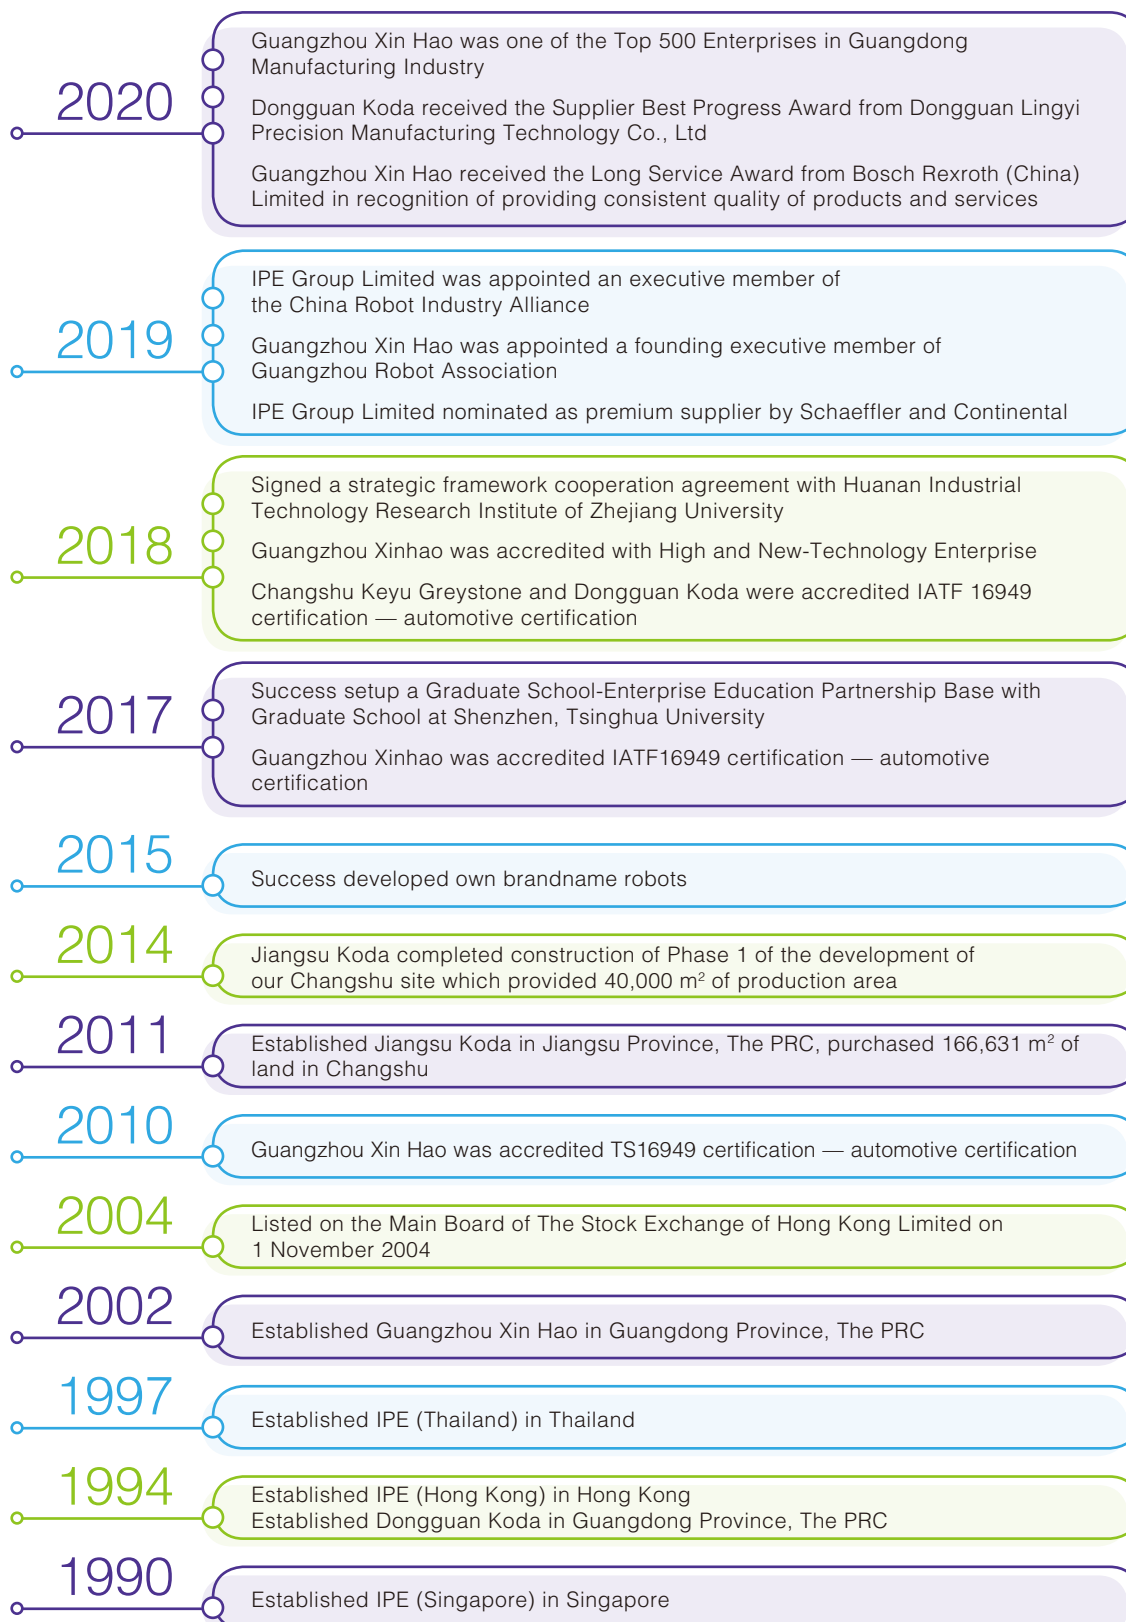 2020
Guangzhou Xin Hao was one of the Top 500 Enterprises in Guangdong
Manufacturing Industry
Dongguan Koda received the Supplier Best Progress Award from Dongguan Lingyi
Precision Manufacturing Technology Co., Ltd
Guangzhou Xin Hao received the Long Service Award from Bosch Rexroth (China)
Limited in recognition of providing consistent quality of products and services
2019
IPE Group Limited was appointed an executive member of
the China Robot Industry Alliance
Guangzhou Xin Hao was appointed a founding executive member of
Guangzhou Robot Association
IPE Group Limited nominated as premium supplier by Schaeffler and Continental
2018
Signed a strategic framework cooperation agreement with Huanan Industrial
Technology Research Institute of Zhejiang University
Guangzhou Xinhao was accredited with High and New-Technology Enterprise
Changshu Keyu Greystone and Dongguan Koda were accredited IATF 16949
certification — automotive certification
2017
Success setup a Graduate School-Enterprise Education Partnership Base with
Graduate School at Shenzhen, Tsinghua University
Guangzhou Xinhao was accredited IATF16949 certification — automotive
certification
2015
Success developed own brandname robots
2014
Jiangsu Koda completed construction of Phase 1 of the development of
our Changshu site which provided 40,000 m² of production area
2011
Established Jiangsu Koda in Jiangsu Province, The PRC, purchased 166,631 m² of
land in Changshu
2010
Guangzhou Xin Hao was accredited TS16949 certification — automotive certification
2004
Listed on the Main Board of The Stock Exchange of Hong Kong Limited on
1 November 2004
2002
Established Guangzhou Xin Hao in Guangdong Province, The PRC
1997
Established IPE (Thailand) in Thailand
1994
Established IPE (Hong Kong) in Hong Kong
Established Dongguan Koda in Guangdong Province, The PRC
1990
Established IPE (Singapore) in Singapore